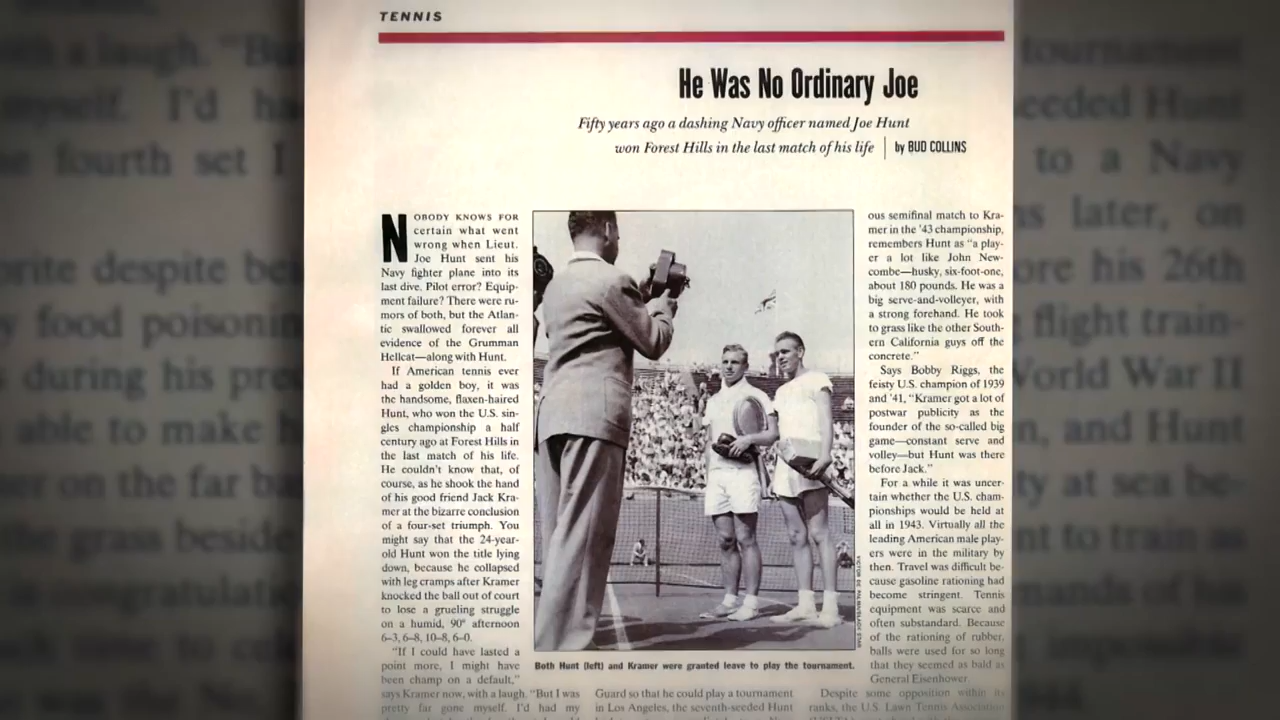 TENNIS
He Was No Ordinary Joe
Fifty years ago a dashing Navy officer named Joe Hunt
won Forest Hills in the last match of his life | by BUD COLLINS
NOBODY KNOWS FOR
certain what went
wrong when Lieut.
Joe Hunt sent his
Navy fighter plane into its
last dive. Pilot error? Equip-
ment failure? There were ru-
mors of both, but the Atlan-
tic swallowed forever all
evidence of the Grumman
Hellcat—along with Hunt.
If American tennis ever
had a golden boy, it was
the handsome, flaxen-haired
Hunt, who won the U.S. sin-
gles championship a half
century ago at Forest Hills in
the last match of his life.
He couldn't know that, of
course, as he shook the hand
of his good friend Jack Kra-
mer at the bizarre conclusion
of a four-set triumph. You
might say that the 24-year-
old Hunt won the title lying
down, because he collapsed
with leg cramps after Kramer
knocked the ball out of court
to lose a grueling struggle
on a humid, 90° afternoon
6–3, 6–8, 10–8, 6–0.
"If I could have lasted a
point more, I might have
been champ on a default,"
says Kramer now, with a laugh. "But I was
pretty far gone myself. I'd had my
VICTOR DE PALMA/BLACK STAR
Both Hunt (left) and Kramer were granted leave to play the tournament.
Guard so that he could play a tournament
in Los Angeles, the seventh-seeded Hunt
ous semifinal match to Kra-
mer in the '43 championship,
remembers Hunt as "a play-
er a lot like John New-
combe—husky, six-foot-one,
about 180 pounds. He was a
big serve-and-volleyer, with
a strong forehand. He took
to grass like the other South-
ern California guys off the
concrete."
Says Bobby Riggs, the
feisty U.S. champion of 1939
and '41, "Kramer got a lot of
postwar publicity as the
founder of the so-called big
game—constant serve and
volley—but Hunt was there
before Jack."
For a while it was uncer-
tain whether the U.S. cham-
pionships would be held at
all in 1943. Virtually all the
leading American male play-
ers were in the military by
then. Travel was difficult be-
cause gasoline rationing had
become stringent. Tennis
equipment was scarce and
often substandard. Because
of the rationing of rubber,
balls were used for so long
that they seemed as bald as
General Eisenhower.
Despite some opposition within its
ranks, the U.S. Lawn Tennis Association